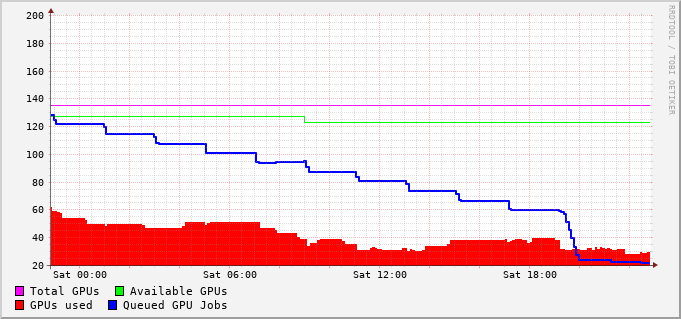 200
180
160
140
120
100
80
60
40
20
Sat 00:00 Sat 06:00 Sat 12:00 Sat 18:00
Total GPUs Available GPUs
GPUs used Queued GPU Jobs
RRDTOOL / TOBI OETIKER